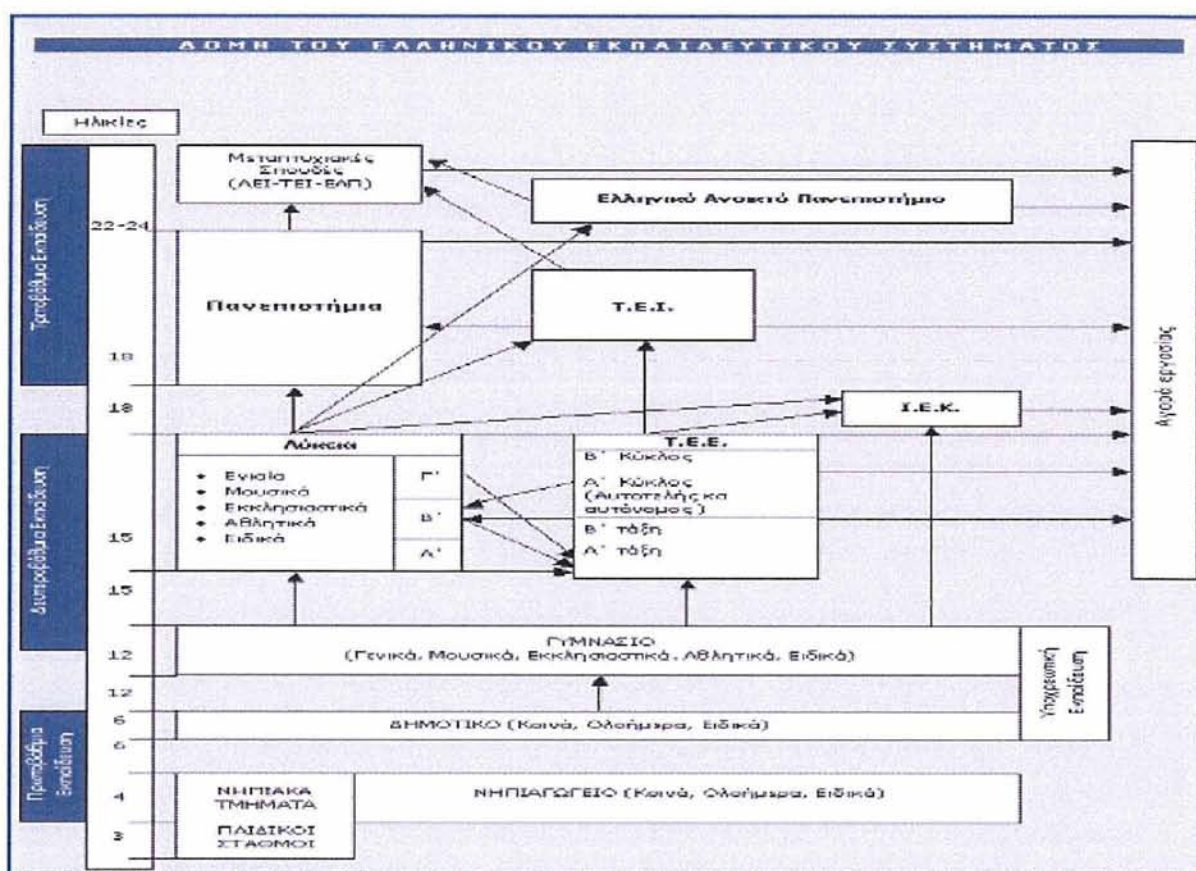 ΔΟΜΗ ΤΟΥ ΕΛΛΗΝΙΚΟΥ ΕΚΠΑΙΔΕΥΤΙΚΟΥ ΣΥΣΤΗΜΑΤΟΣ
Ηλικίες
Τριτοβάθμια Εκπαίδευση
Μεταπτυχιακές
Σπουδές
(ΑΕΙ-ΤΕΙ-ΕΑΠ)
Ελληνικό Ανοικτό Πανεπιστήμιο
22-24
Πανεπιστήμια
Τ.Ε.Ι.
18
18
Ι.Ε.Κ.
Αγορά εργασίας
Δευτεροβάθμια Εκπαίδευση
Λύκεια
Ενιαία
Μουσικά
Εκκλησιαστικά
Αθλητικά
Ειδικά
Γ'
Β'
Α'
Τ.Ε.Ε.
Β' Κύκλος
Α' Κύκλος
(Αυτοτελής κα
αυτόνομος)
Β' τάξη
Α' τάξη
15
15
ΓΥΜΝΑΣΙΟ
(Γενικά, Μουσικά, Εκκλησιαστικά, Αθλητικά, Ειδικά)
12
12
Υποχρεωτική
Εκπαίδευση
Πρωτοβάθμια
Εκπαίδευση
6
ΔΗΜΟΤΙΚΟ (Κοινά, Ολοήμερα, Ειδικά)
6
4
ΝΗΠΙΑΚΑ
ΤΜΗΜΑΤΑ
ΝΗΠΙΑΓΩΓΕΙΟ (Κοινά, Ολοήμερα, Ειδικά)
ΠΑΙΔΙΚΟΙ
ΣΤΑΘΜΟΙ
3